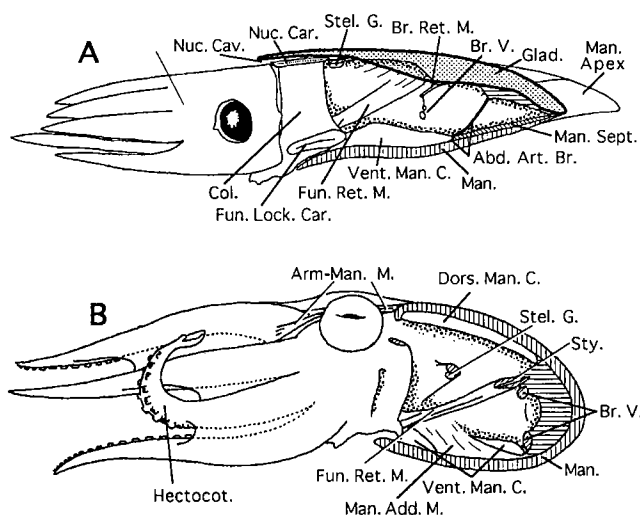 A
Nuc. Cav.
Nuc. Car.
Stel. G.
Br. Ret. M.
Br. V.
Glad.
Man. Apex
Man. Sept.
Abd. Art. Br.
Man.
Vent. Man. C.
Fun. Ret. M.
Col.
Fun. Lock. Car.
B
Arm-Man. M.
Dors. Man. C.
Stel. G.
Sty.
Br. V.
Man.
Vent. Man. C.
Fun. Ret. M.
Man. Add. M.
Hectocot.